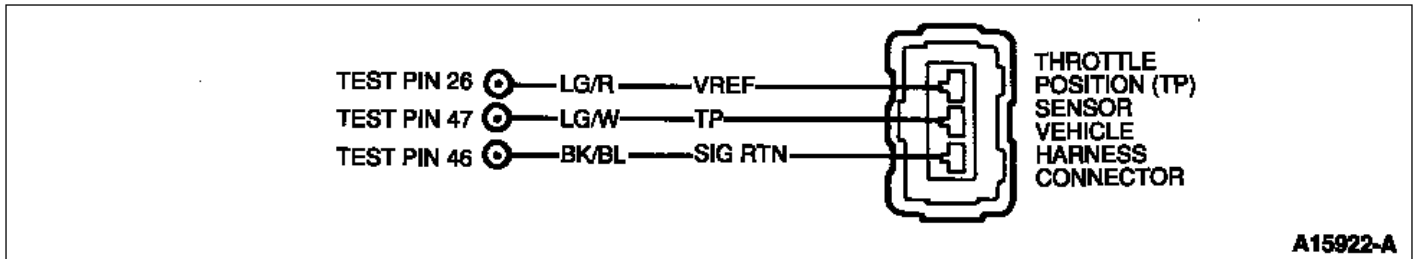 TEST PIN 26 LG/R VREF
TEST PIN 47 LG/W TP
TEST PIN 46 BK/BL SIG RTN
THROTTLE
POSITION (TP)
SENSOR
VEHICLE
HARNESS
CONNECTOR
A15922-A